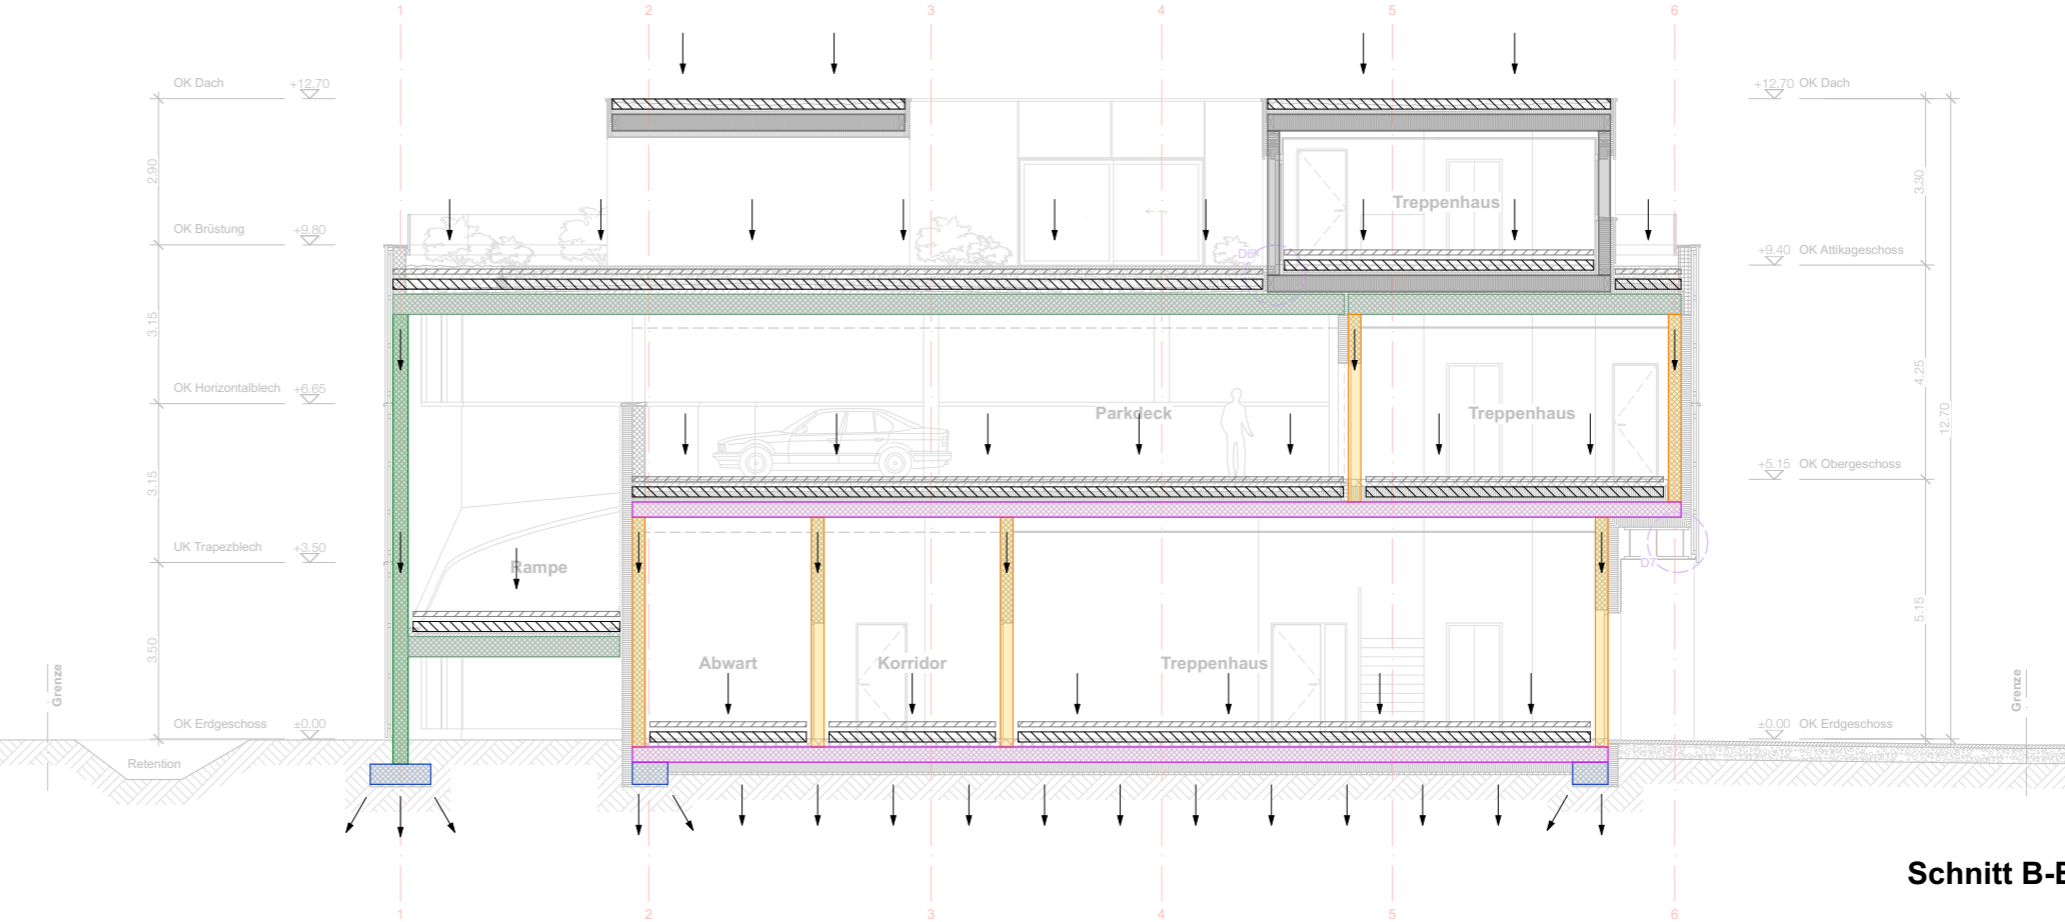 1 2 3 4 5 6
OK Dach +12.70
+12.70 OK Dach
2.90
3.30
Treppenhaus
OK Brüstung +9.80
D6
+9.40 OK Attikageschoss
3.15
4.25
OK Horizontalblech +6.65
Parkdeck
Treppenhaus
12.70
3.15
+5.15 OK Obergeschoss
UK Trapezblech +3.50
Rampe
D7
5.15
3.50
Abwart
Korridor
Treppenhaus
Grenze
Grenze
OK Erdgeschoss ±0.00
±0.00 OK Erdgeschoss
Retention
Schnitt B-B
1 2 3 4 5 6